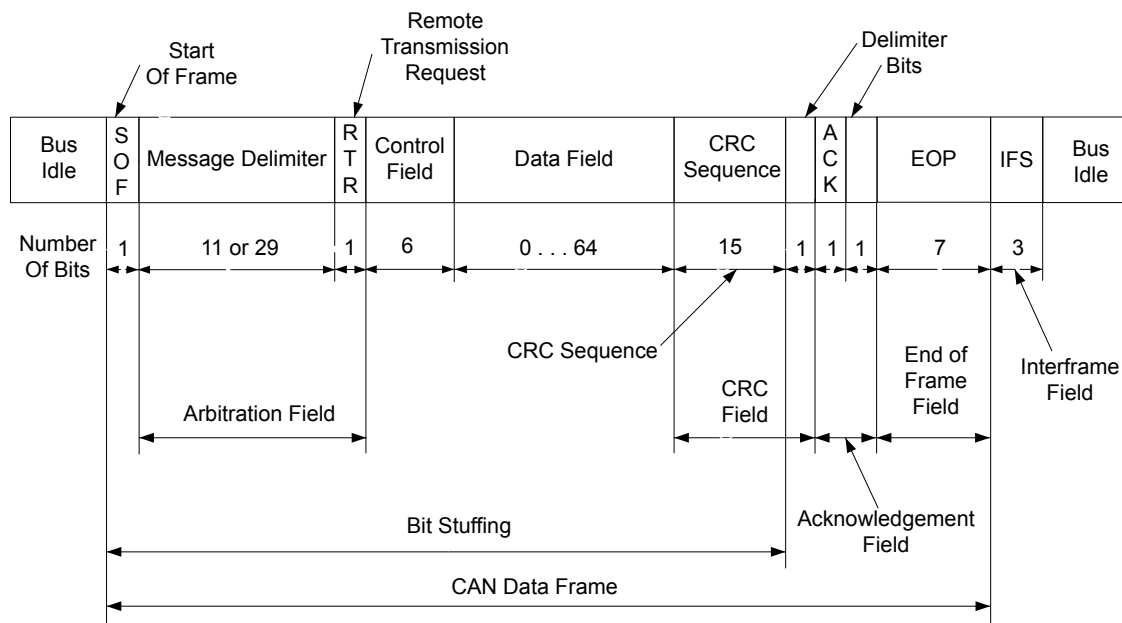 Start
Of Frame
Remote
Transmission
Request
Delimiter
Bits
Bus
Idle
S
O
F
Message Delimiter
R
T
R
Control
Field
Data Field
CRC
Sequence
A
C
K
EOP
IFS
Bus
Idle
Number
Of Bits
1
11 or 29
1
6
0 . . . 64
15
1
1
1
7
3
CRC Sequence
End of
Frame
Field
Interframe
Field
Arbitration Field
CRC
Field
Acknowledgement
Field
Bit Stuffing
CAN Data Frame